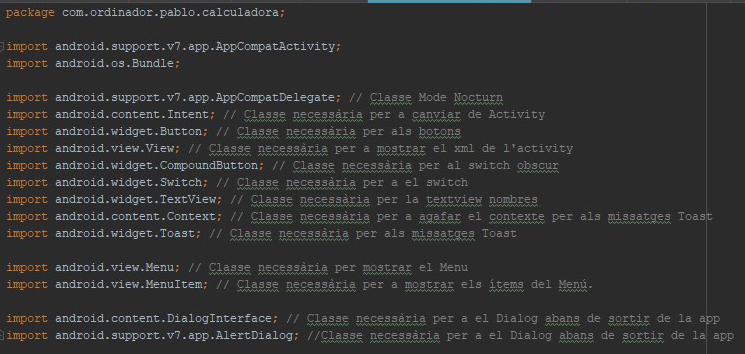 package com.ordinador.pablo.calculadora;
import android.support.v7.app.AppCompatActivity;
import android.os.Bundle;
import android.support.v7.app.AppCompatDelegate; // Classe Mode Nocturn
import android.content.Intent; // Classe necessària per a canviar de Activity
import android.widget.Button; // Classe necessària per als botons
import android.view.View; // Classe necessària per a mostrar el xml de l'activity
import android.widget.CompoundButton; // Classe necessària per al switch obscur
import android.widget.Switch; // Classe necessària per a el switch
import android.widget.TextView; // Classe necessària per la textview nombres
import android.content.Context; // Classe necessària per a agafar el contexte per als missatges Toast
import android.widget.Toast; // Classe necessària per als missatges Toast
import android.view.Menu; // Classe necessària per mostrar el Menu
import android.view.MenuItem; // Classe necessària per a mostrar els ítems del Menú.
import android.content.DialogInterface; // Classe necessària per a el Dialog abans de sortir de la app
import android.support.v7.app.AlertDialog; //Classe necessària per a el Dialog abans de sortir de la app